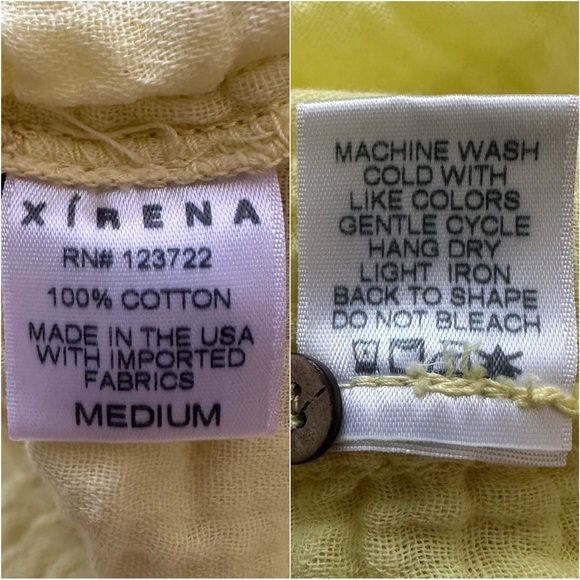 XÍRENA
RN# 123722
100% COTTON
MADE IN THE USA
WITH IMPORTED
FABRICS
MEDIUM
MACHINE WASH
COLD WITH
LIKE COLORS
GENTLE CYCLE
HANG DRY
LIGHT IRON
BACK TO SHAPE
DO NOT BLEACH